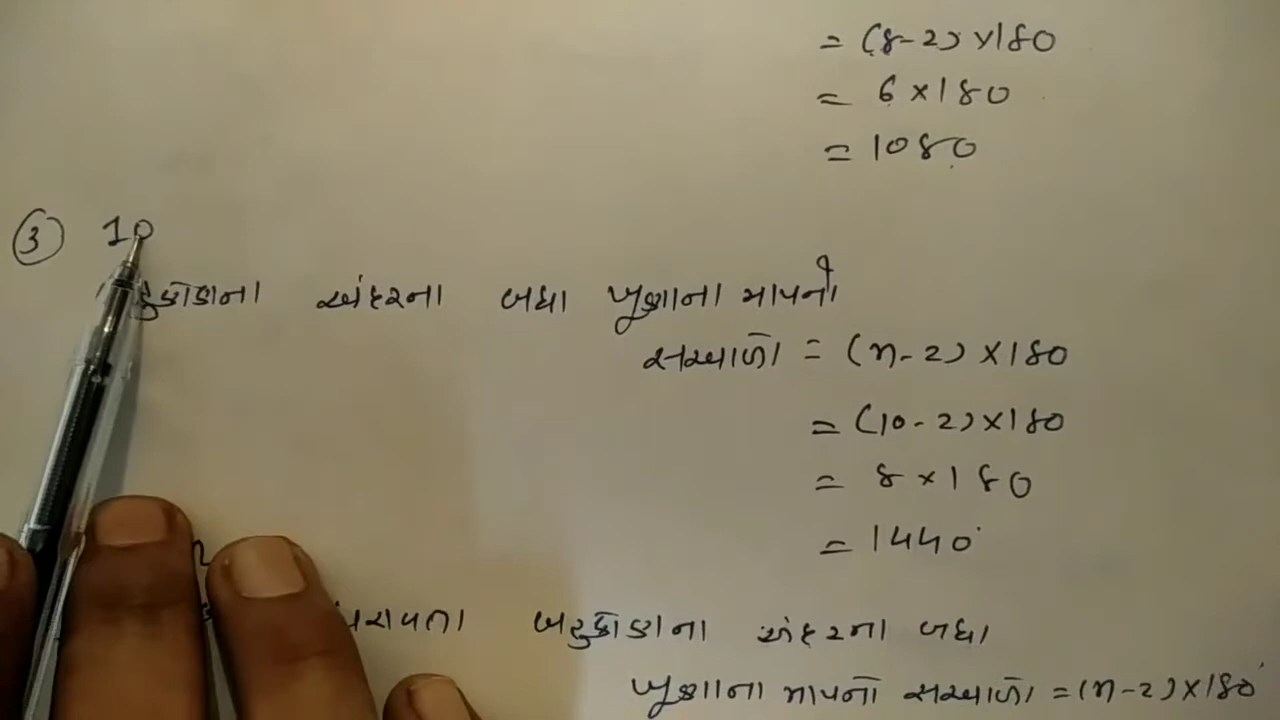 = (8-2) × 180
= 6 × 180
= 1080
③ 10
અંદરના બધા ખૂણાના માપનો
સરવાળો = (n-2) × 180
= (10-2) × 180
= 8 × 180
= 1440
બહુકોણના અંદરના બધા
ખૂણાના માપનો સરવાળો = (n-2) × 180°